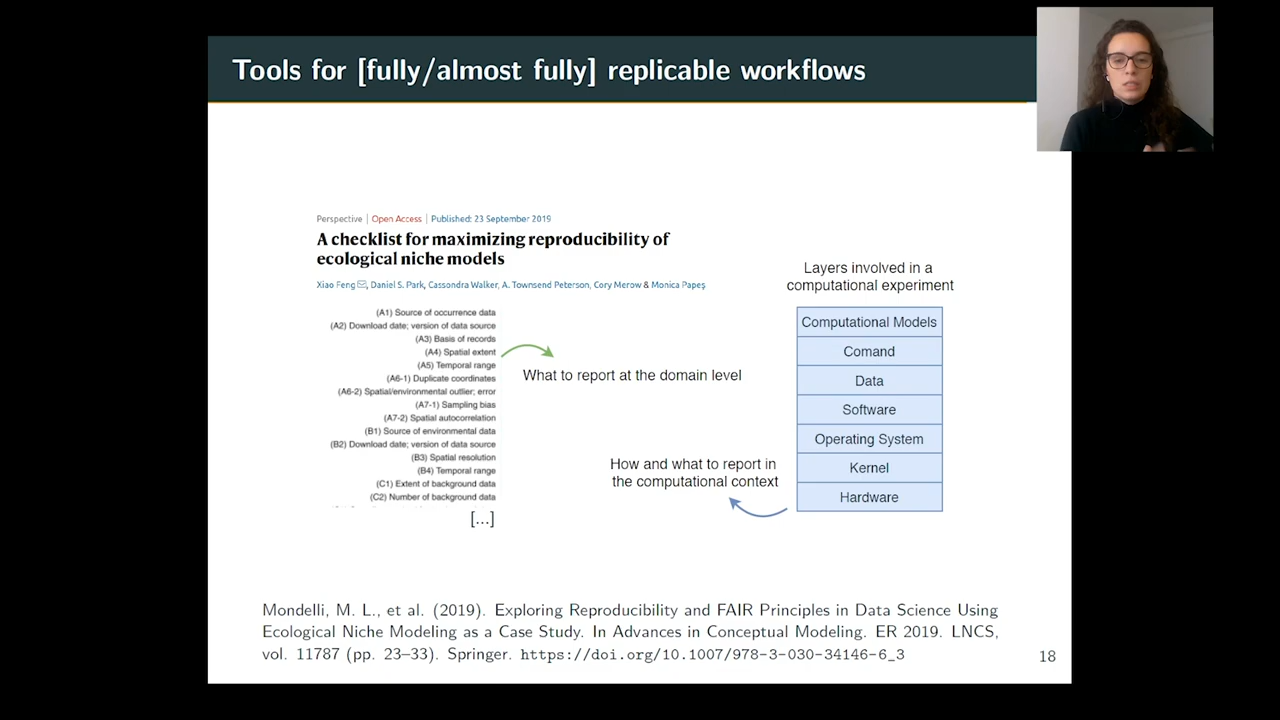 Tools for [fully/almost fully] replicable workflows
Perspective | Open Access | Published: 23 September 2019
A checklist for maximizing reproducibility of
ecological niche models
Xiao Feng, Daniel S. Park, Cassondra Walker, A. Townsend Peterson, Cory Merow & Monica Papeş
(A1) Source of occurrence data
(A2) Download date; version of data source
(A3) Basis of records
(A4) Spatial extent
(A5) Temporal range
(A6-1) Duplicate coordinates
(A6-2) Spatial/environmental outlier; error
(A7-1) Sampling bias
(A7-2) Spatial autocorrelation
(B1) Source of environmental data
(B2) Download date; version of data source
(B3) Spatial resolution
(B4) Temporal range
(C1) Extent of background data
(C2) Number of background data
[...]
What to report at the domain level
Layers involved in a
computational experiment
Computational Models
Comand
Data
Software
Operating System
Kernel
Hardware
How and what to report in
the computational context
Mondelli, M. L., et al. (2019). Exploring Reproducibility and FAIR Principles in Data Science Using
Ecological Niche Modeling as a Case Study. In Advances in Conceptual Modeling. ER 2019. LNCS,
vol. 11787 (pp. 23–33). Springer. https://doi.org/10.1007/978-3-030-34146-6_3
18